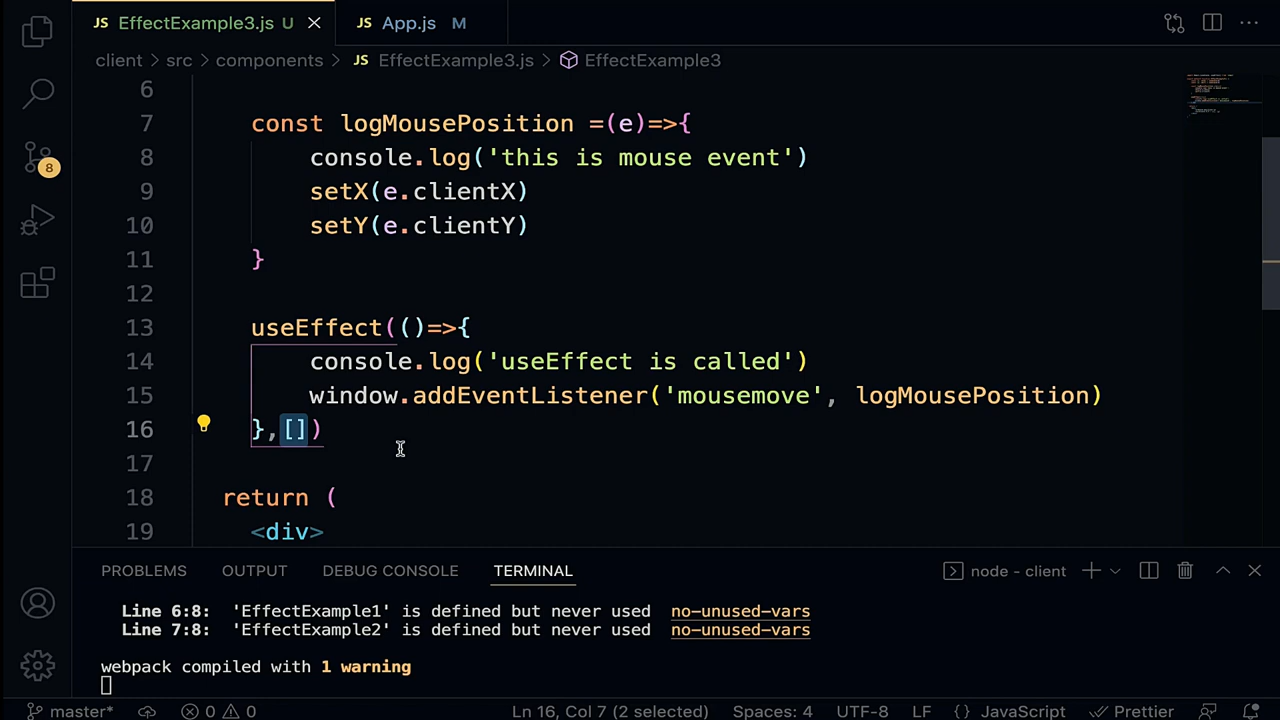 JS EffectExample3.js U JS App.js M
client > src > components > JS EffectExample3.js > EffectExample3
6
7 const logMousePosition =(e)=>{
8 console.log('this is mouse event')
9 setX(e.clientX)
10 setY(e.clientY)
11 }
12
13 useEffect(()=>{
14 console.log('useEffect is called')
15 window.addEventListener('mousemove', logMousePosition)
16 },[])
17
18 return (
19 <div>
8
PROBLEMS OUTPUT DEBUG CONSOLE TERMINAL node - client
Line 6:8: 'EffectExample1' is defined but never used no-unused-vars
Line 7:8: 'EffectExample2' is defined but never used no-unused-vars
webpack compiled with 1 warning
master* 0 0 Ln 16, Col 7 (2 selected) Spaces: 4 UTF-8 LF {} JavaScript Prettier